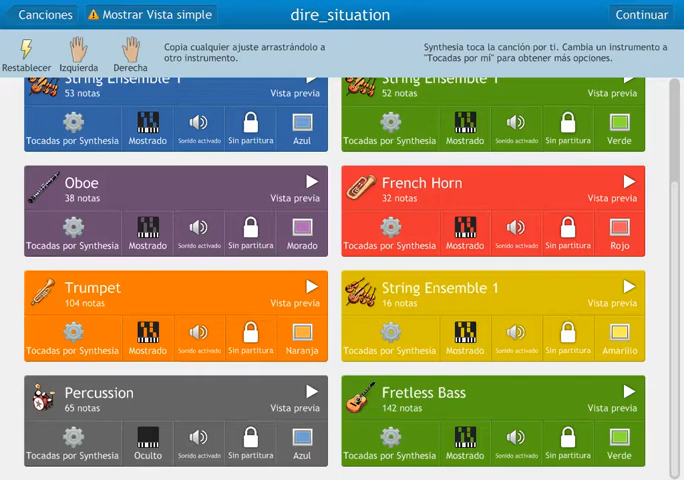 Canciones
Mostrar Vista simple
dire_situation
Continuar
Restablecer
Izquierda
Derecha
Copia cualquier ajuste arrastrándolo a
otro instrumento.
Synthesia toca la canción por ti. Cambia un instrumento a
"Tocadas por mí" para obtener más opciones.
String Ensemble 1
53 notas
Vista previa
Tocadas por Synthesia
Mostrado
Sonido activado
Sin partitura
Azul
String Ensemble 1
52 notas
Vista previa
Tocadas por Synthesia
Mostrado
Sonido activado
Sin partitura
Verde
Oboe
38 notas
Vista previa
Tocadas por Synthesia
Mostrado
Sonido activado
Sin partitura
Morado
French Horn
32 notas
Vista previa
Tocadas por Synthesia
Mostrado
Sonido activado
Sin partitura
Rojo
Trumpet
104 notas
Vista previa
Tocadas por Synthesia
Mostrado
Sonido activado
Sin partitura
Naranja
String Ensemble 1
16 notas
Vista previa
Tocadas por Synthesia
Mostrado
Sonido activado
Sin partitura
Amarillo
Percussion
65 notas
Vista previa
Tocadas por Synthesia
Oculto
Sonido activado
Sin partitura
Azul
Fretless Bass
142 notas
Vista previa
Tocadas por Synthesia
Mostrado
Sonido activado
Sin partitura
Verde